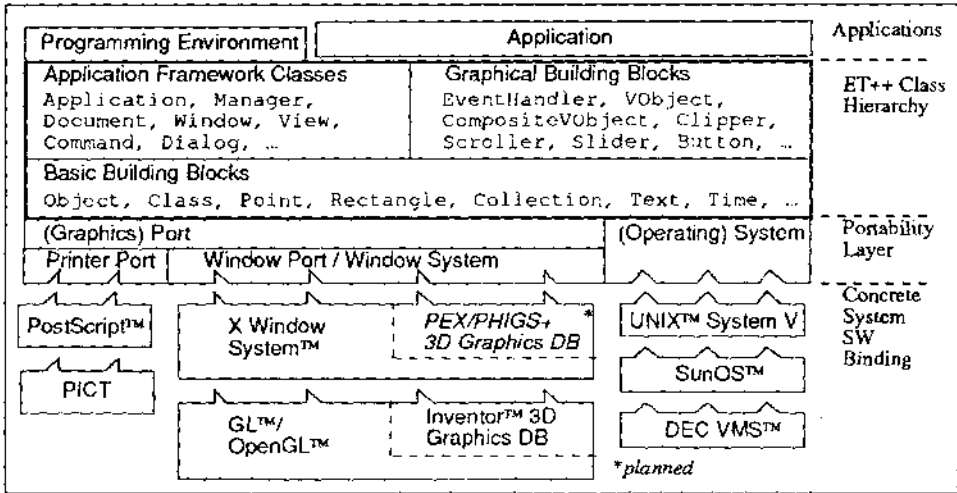 Programming Environment
Application
Applications
Application Framework Classes
Application, Manager,
Document, Window, View,
Command, Dialog, …
Graphical Building Blocks
EventHandler, VObject,
CompositeVObject, Clipper,
Scroller, Slider, Button, …
ET++ Class
Hierarchy
Basic Building Blocks
Object, Class, Point, Rectangle, Collection, Text, Time, …
(Graphics) Port
(Operating) System
Portability
Layer
Printer Port
Window Port / Window System
PostScript™
PICT
X Window
System™
PEX/PHIGS+ *
3D Graphics DB
GL™/
OpenGL™
Inventor™ 3D
Graphics DB
UNIX™ System V
SunOS™
DEC VMS™
*planned
Concrete
System
SW
Binding